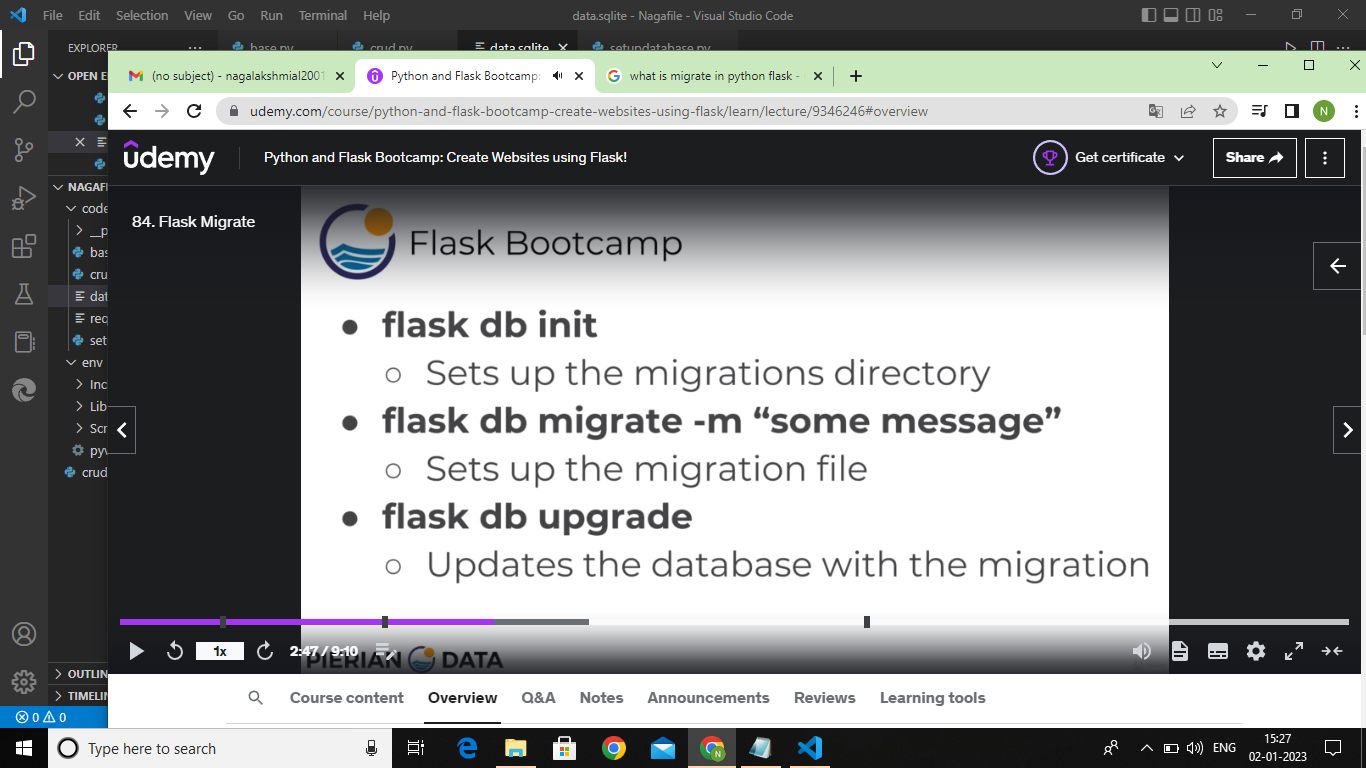 File Edit Selection View Go Run Terminal Help
data.sqlite - Nagafile - Visual Studio Code
EXPLORER
base.py crud.py data.sqlite setupdatabase.py
OPEN E
(no subject) - nagalakshmial2001
Python and Flask Bootcamp:
what is migrate in python flask -
udemy.com/course/python-and-flask-bootcamp-create-websites-using-flask/learn/lecture/9346246#overview
N
NAGAFI
code
__p
bas
cru
dat
req
set
env
Inc
Lib
Scr
pyv
crud
OUTLIN
TIMELIN
0 0
udemy
Python and Flask Bootcamp: Create Websites using Flask!
Get certificate
Share
84. Flask Migrate
Flask Bootcamp
● flask db init
○ Sets up the migrations directory
● flask db migrate -m “some message”
○ Sets up the migration file
● flask db upgrade
○ Updates the database with the migration
PIERIAN DATA
1x
2:47 / 9:10
Course content Overview Q&A Notes Announcements Reviews Learning tools
Type here to search
N
ENG
15:27
02-01-2023